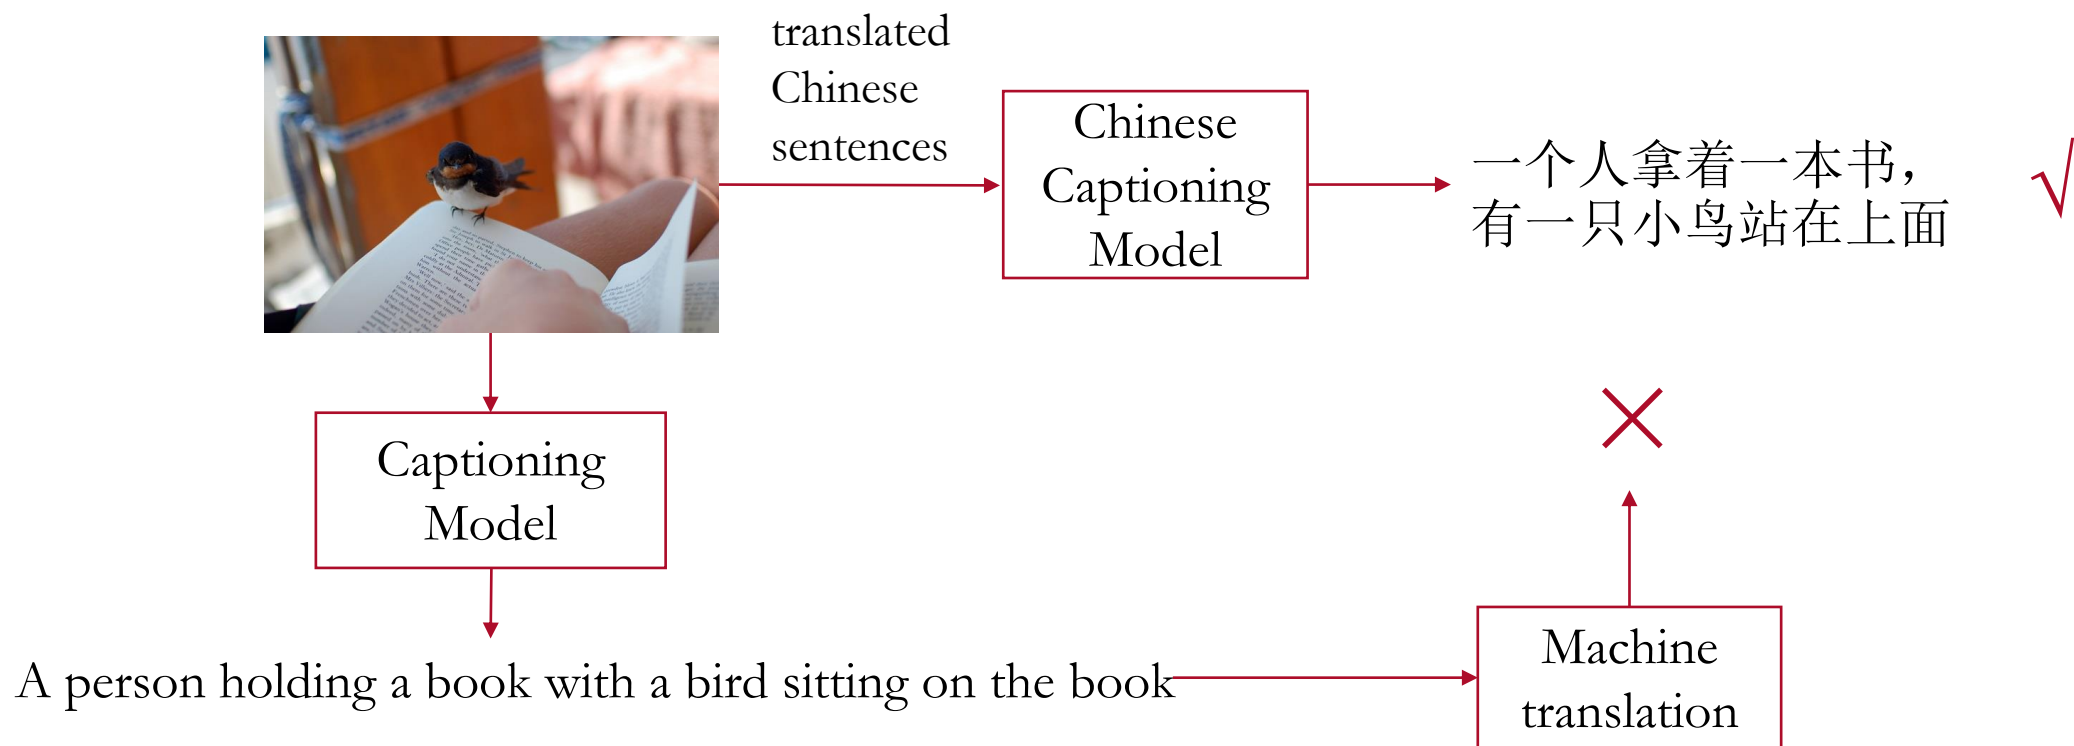 translated
Chinese
sentences
Chinese
Captioning
Model
一个人拿着一本书，
有一只小鸟站在上面
√
Captioning
Model
A person holding a book with a bird sitting on the book
Machine
translation